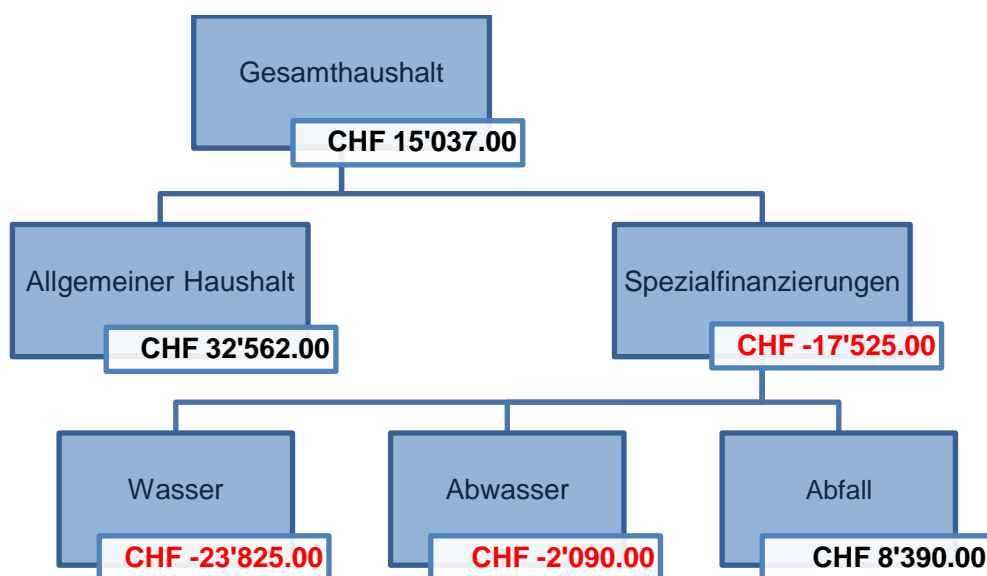 Gesamthaushalt
CHF 15'037.00
Allgemeiner Haushalt
CHF 32'562.00
Spezialfinanzierungen
CHF -17'525.00
Wasser
CHF -23'825.00
Abwasser
CHF -2'090.00
Abfall
CHF 8'390.00